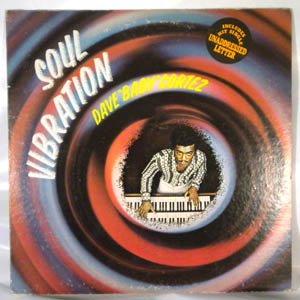 SOUL
VIBRATION
DAVE "BABY" CORTEZ
INCLUDES
HIT SINGLE
UNADDRESSED
LETTER